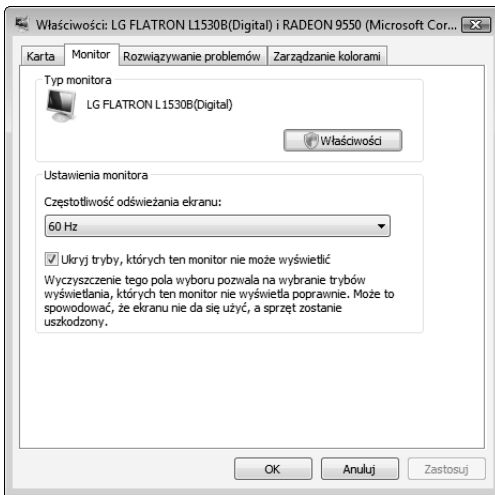 Właściwości: LG FLATRON L1530B(Digital) i RADEON 9550 (Microsoft Cor...
Karta Monitor Rozwiązywanie problemów Zarządzanie kolorami
Typ monitora
LG FLATRON L1530B(Digital)
Właściwości
Ustawienia monitora
Częstotliwość odświeżania ekranu:
60 Hz
Ukryj tryby, których ten monitor nie może wyświetlić
Wyczyszczenie tego pola wyboru pozwala na wybranie trybów
wyświetlania, których ten monitor nie wyświetla poprawnie. Może to
spowodować, że ekranu nie da się użyć, a sprzęt zostanie
uszkodzony.
OK Anuluj Zastosuj